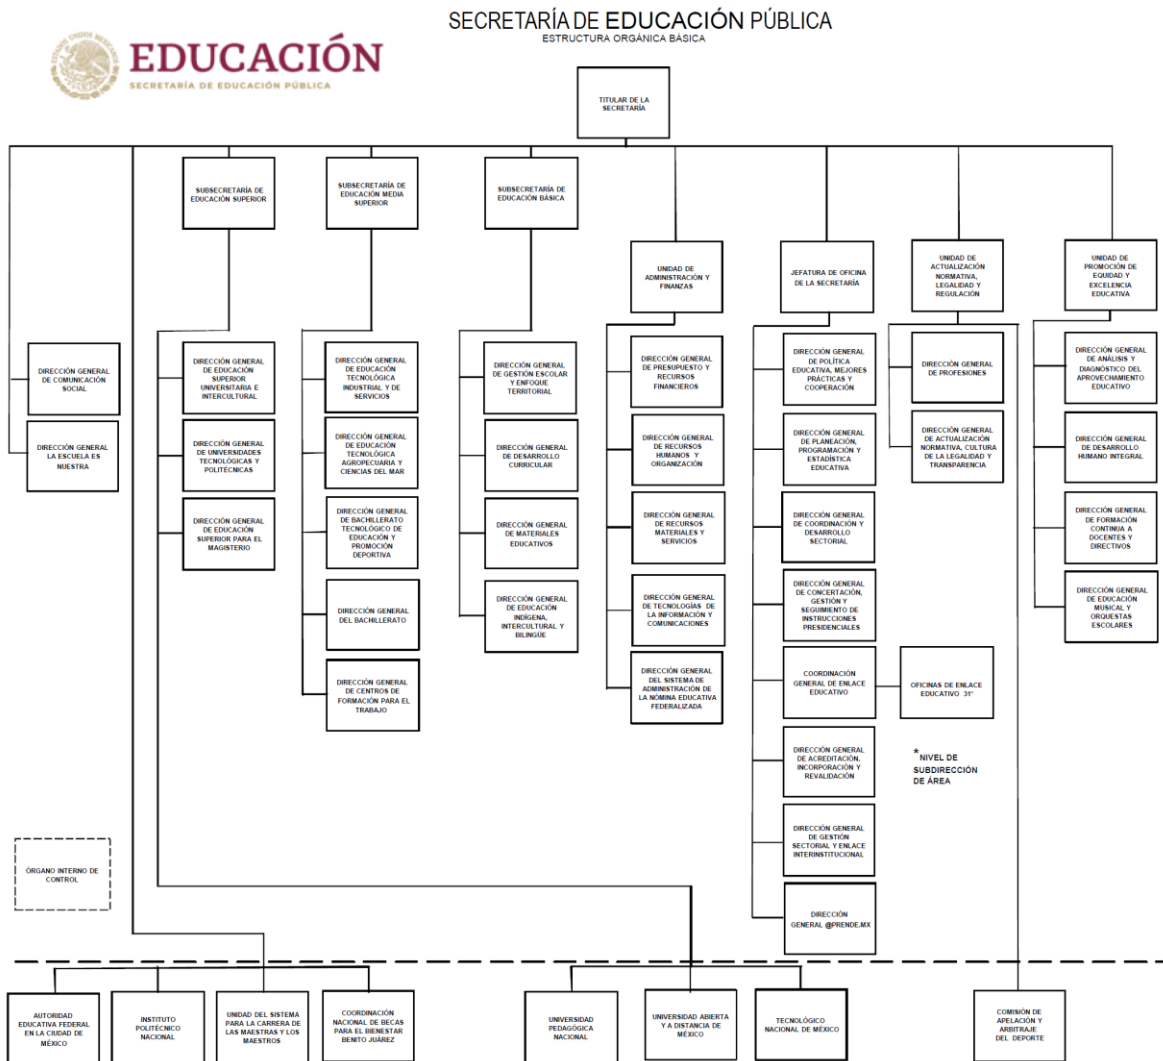 SECRETARÍA DE EDUCACIÓN PÚBLICA
ESTRUCTURA ORGÁNICA BÁSICA
ESTADOS UNIDOS MEXICANOS
EDUCACIÓN
SECRETARÍA DE EDUCACIÓN PÚBLICA
TITULAR DE LA
SECRETARÍA
SUBSECRETARÍA DE
EDUCACIÓN SUPERIOR
SUBSECRETARÍA DE
EDUCACIÓN MEDIA
SUPERIOR
SUBSECRETARÍA DE
EDUCACIÓN BÁSICA
UNIDAD DE
ADMINISTRACIÓN Y
FINANZAS
JEFATURA DE OFICINA
DE LA SECRETARÍA
UNIDAD DE
ACTUALIZACIÓN
NORMATIVA,
LEGALIDAD Y
REGULACIÓN
UNIDAD DE
PROMOCIÓN DE
EQUIDAD Y
EXCELENCIA
EDUCATIVA
DIRECCIÓN GENERAL
DE COMUNICACIÓN
SOCIAL
DIRECCIÓN GENERAL
LA ESCUELA ES
NUESTRA
DIRECCIÓN GENERAL
DE EDUCACIÓN
SUPERIOR
UNIVERSITARIA E
INTERCULTURAL
DIRECCIÓN GENERAL
DE UNIVERSIDADES
TECNOLÓGICAS Y
POLITÉCNICAS
DIRECCIÓN GENERAL
DE EDUCACIÓN
SUPERIOR PARA EL
MAGISTERIO
DIRECCIÓN GENERAL
DE EDUCACIÓN
TECNOLÓGICA
INDUSTRIAL Y DE
SERVICIOS
DIRECCIÓN GENERAL
DE EDUCACIÓN
TECNOLÓGICA
AGROPECUARIA Y
CIENCIAS DEL MAR
DIRECCIÓN GENERAL
DE BACHILLERATO
TECNOLÓGICO DE
EDUCACIÓN Y
PROMOCIÓN
DEPORTIVA
DIRECCIÓN GENERAL
DEL BACHILLERATO
DIRECCIÓN GENERAL
DE CENTROS DE
FORMACIÓN PARA EL
TRABAJO
DIRECCIÓN GENERAL
DE GESTIÓN ESCOLAR
Y ENFOQUE
TERRITORIAL
DIRECCIÓN GENERAL
DE DESARROLLO
CURRICULAR
DIRECCIÓN GENERAL
DE MATERIALES
EDUCATIVOS
DIRECCIÓN GENERAL
DE EDUCACIÓN
INDÍGENA,
INTERCULTURAL Y
BILINGÜE
DIRECCIÓN GENERAL
DE PRESUPUESTO Y
RECURSOS
FINANCIEROS
DIRECCIÓN GENERAL
DE RECURSOS
HUMANOS Y
ORGANIZACIÓN
DIRECCIÓN GENERAL
DE RECURSOS
MATERIALES Y
SERVICIOS
DIRECCIÓN GENERAL
DE TECNOLOGÍAS DE
LA INFORMACIÓN Y
COMUNICACIONES
DIRECCIÓN GENERAL
DEL SISTEMA DE
ADMINISTRACIÓN DE
LA NÓMINA EDUCATIVA
FEDERALIZADA
DIRECCIÓN GENERAL
DE POLÍTICA
EDUCATIVA, MEJORES
PRÁCTICAS Y
COOPERACIÓN
DIRECCIÓN GENERAL
DE PLANEACIÓN,
PROGRAMACIÓN Y
ESTADÍSTICA
EDUCATIVA
DIRECCIÓN GENERAL
DE COORDINACIÓN Y
DESARROLLO
SECTORIAL
DIRECCIÓN GENERAL
DE CONCERTACIÓN,
GESTIÓN Y
SEGUIMIENTO DE
INSTRUCCIONES
PRESIDENCIALES
COORDINACIÓN
GENERAL DE ENLACE
EDUCATIVO
OFICINAS DE ENLACE
EDUCATIVO 31*
* NIVEL DE
SUBDIRECCIÓN
DE ÁREA
DIRECCIÓN GENERAL
DE ACREDITACIÓN,
INCORPORACIÓN Y
REVALIDACIÓN
DIRECCIÓN GENERAL
DE GESTIÓN
SECTORIAL Y ENLACE
INTERINSTITUCIONAL
DIRECCIÓN
GENERAL @PRENDE.MX
DIRECCIÓN GENERAL
DE PROFESIONES
DIRECCIÓN GENERAL
DE ACTUALIZACIÓN
NORMATIVA, CULTURA
DE LA LEGALIDAD Y
TRANSPARENCIA
DIRECCIÓN GENERAL
DE ANÁLISIS Y
DIAGNÓSTICO DEL
APROVECHAMIENTO
EDUCATIVO
DIRECCIÓN GENERAL
DE DESARROLLO
HUMANO INTEGRAL
DIRECCIÓN GENERAL
DE FORMACIÓN
CONTINUA A
DOCENTES Y
DIRECTIVOS
DIRECCIÓN GENERAL
DE EDUCACIÓN
MUSICAL Y
ORQUESTAS
ESCOLARES
ÓRGANO INTERNO DE
CONTROL
AUTORIDAD
EDUCATIVA FEDERAL
EN LA CIUDAD DE
MÉXICO
INSTITUTO
POLITÉCNICO
NACIONAL
UNIDAD DEL SISTEMA
PARA LA CARRERA DE
LAS MAESTRAS Y LOS
MAESTROS
COORDINACIÓN
NACIONAL DE BECAS
PARA EL BIENESTAR
BENITO JUÁREZ
UNIVERSIDAD
PEDAGÓGICA
NACIONAL
UNIVERSIDAD ABIERTA
Y A DISTANCIA DE
MÉXICO
TECNOLÓGICO
NACIONAL DE MÉXICO
COMISIÓN DE
APELACIÓN Y
ARBITRAJE
DEL DEPORTE